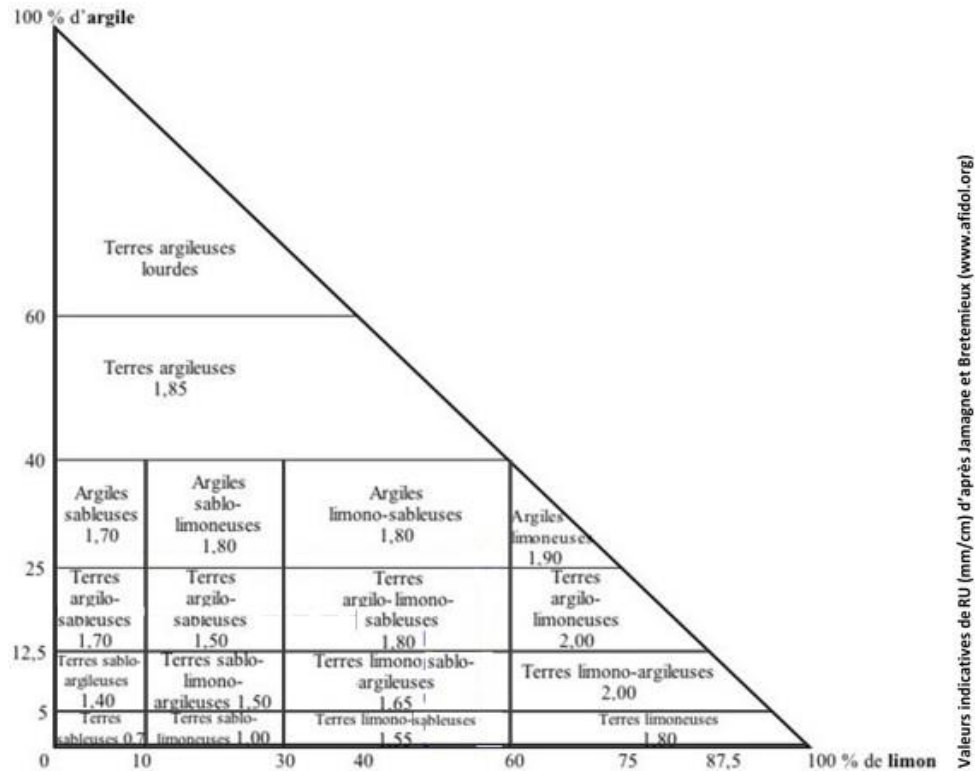 100 % d'argile
Terres argileuses
lourdes
60
Terres argileuses
1,85
40
Argiles
sableuses
1,70
Argiles
sablo-
limoneuses
1,80
Argiles
limono-sableuses
1,80
Argiles
limoneuses
1,90
25
Terres
argilo-
sableuses
1,70
Terres
argilo-
sableuses
1,50
Terres
argilo-limono-
sableuses
1,80
Terres
argilo-
limoneuses
2,00
12,5
Terres sablo-
argileuses
1,40
Terres sablo-
limono-
argileuses 1,50
Terres limono-sablo-
argileuses
1,65
Terres limono-argileuses
2,00
5
Terres
sableuses 0.7
Terres sablo-
limoneuses 1,00
Terres limono-sableuses
1,55
Terres limoneuses
1,80
0 10 30 60 75 87,5 100 % de limon
Valeurs indicatives de RU (mm/cm) d'après Jamagne et Bretemieux (www.afidol.org)